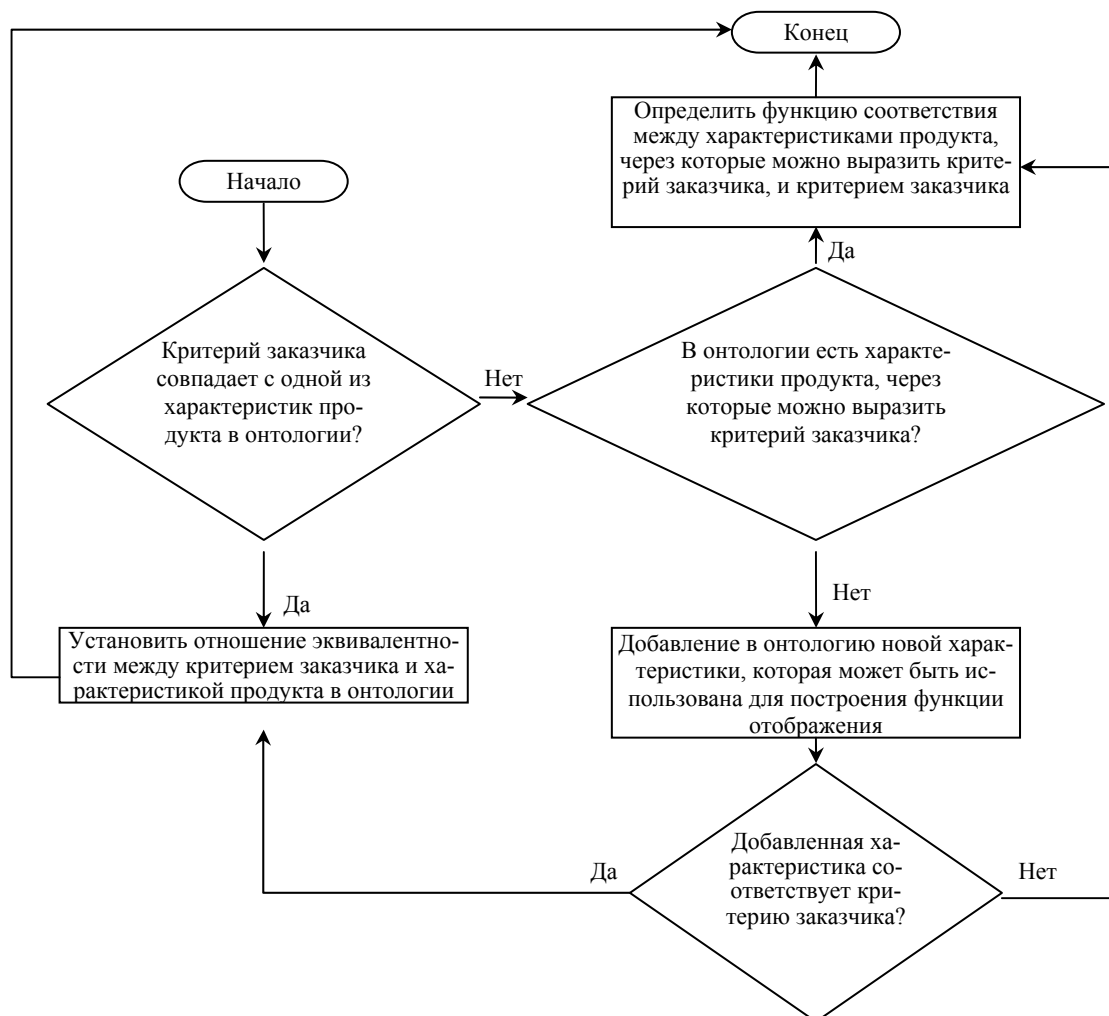 Конец
Определить функцию соответствия
между характеристиками продукта,
через которые можно выразить крите-
рий заказчика, и критерием заказчика
Начало
Да
Критерий заказчика
совпадает с одной из
характеристик про-
дукта в онтологии?
Нет
В онтологии есть характе-
ристики продукта, через
которые можно выразить
критерий заказчика?
Да
Нет
Установить отношение эквивалентно-
сти между критерием заказчика и ха-
рактеристикой продукта в онтологии
Добавление в онтологию новой харак-
теристики, которая может быть ис-
пользована для построения функции
отображения
Да
Добавленная ха-
рактеристика со-
ответствует кри-
терию заказчика?
Нет